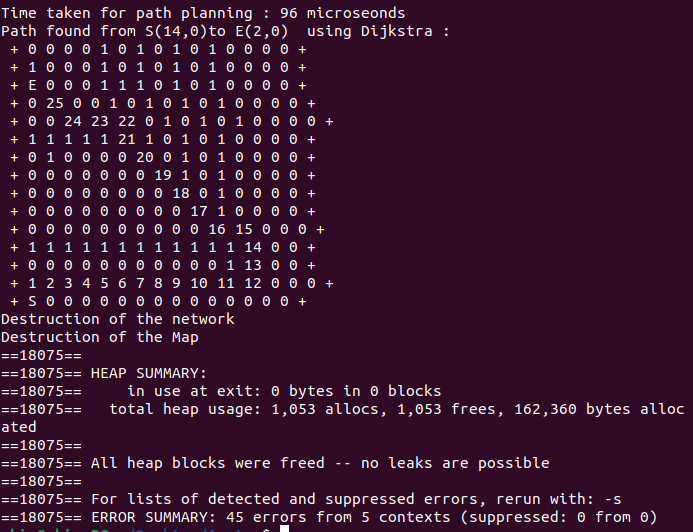 Time taken for path planning : 96 microseonds
Path found from S(14,0)to E(2,0)  using Dijkstra :
 + 0 0 0 0 1 0 1 0 1 0 1 0 0 0 0 +
 + 1 0 0 0 1 0 1 0 1 0 1 0 0 0 0 +
 + E 0 0 0 1 1 1 0 1 0 1 0 0 0 0 +
 + 0 25 0 0 1 0 1 0 1 0 1 0 0 0 0 +
 + 0 0 24 23 22 0 1 0 1 0 1 0 0 0 0 +
 + 1 1 1 1 1 21 1 0 1 0 1 0 0 0 0 +
 + 0 1 0 0 0 0 20 0 1 0 1 0 0 0 0 +
 + 0 0 0 0 0 0 0 19 1 0 1 0 0 0 0 +
 + 0 0 0 0 0 0 0 0 18 0 1 0 0 0 0 +
 + 0 0 0 0 0 0 0 0 0 17 1 0 0 0 0 +
 + 0 0 0 0 0 0 0 0 0 0 16 15 0 0 0 +
 + 1 1 1 1 1 1 1 1 1 1 1 1 14 0 0 +
 + 0 0 0 0 0 0 0 0 0 0 0 1 13 0 0 +
 + 1 2 3 4 5 6 7 8 9 10 11 12 0 0 0 +
 + S 0 0 0 0 0 0 0 0 0 0 0 0 0 0 +
Destruction of the network
Destruction of the Map
==18075==
==18075== HEAP SUMMARY:
==18075==     in use at exit: 0 bytes in 0 blocks
==18075==   total heap usage: 1,053 allocs, 1,053 frees, 162,360 bytes alloc
ated
==18075==
==18075== All heap blocks were freed -- no leaks are possible
==18075==
==18075== For lists of detected and suppressed errors, rerun with: -s
==18075== ERROR SUMMARY: 45 errors from 5 contexts (suppressed: 0 from 0)